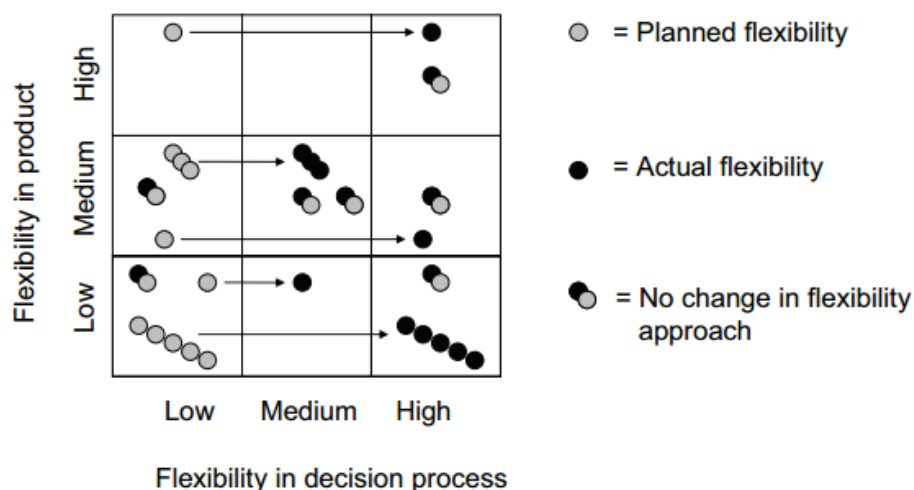 Flexibility in product
High
Medium
Low
Low Medium High
Flexibility in decision process
= Planned flexibility
= Actual flexibility
= No change in flexibility
approach